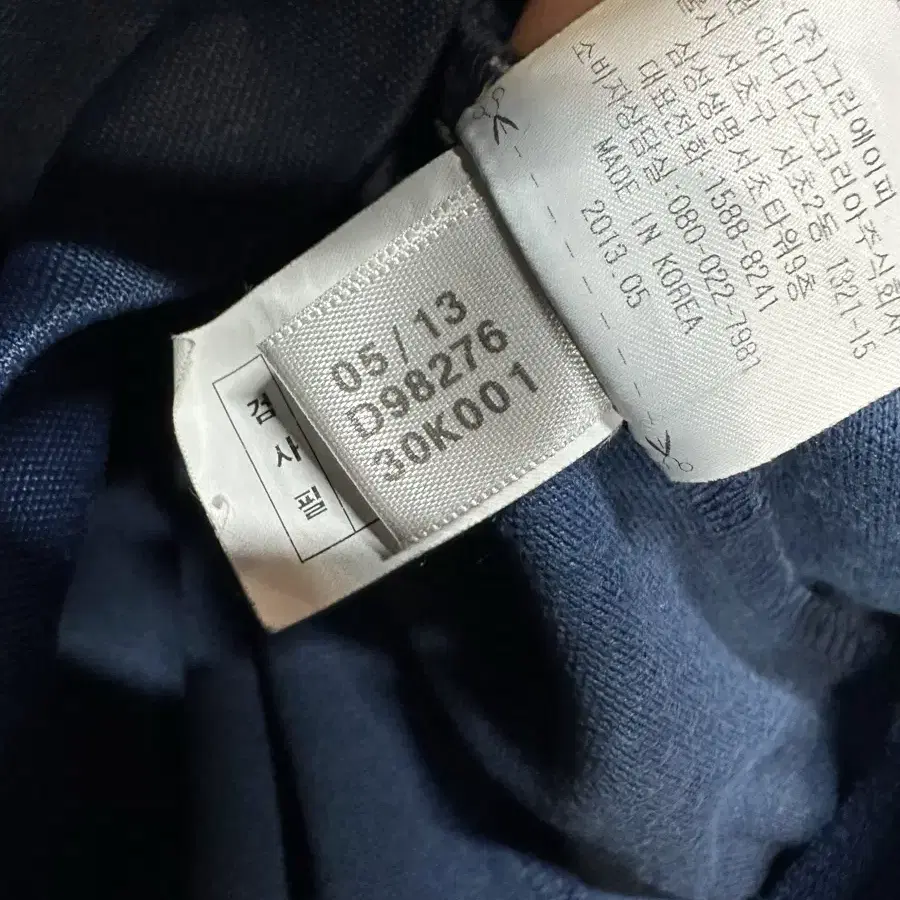 (주)그린에이피
아디다스코리아주식회사
서초구 서초2동 1321-15
삼성생명서초타워9층
대표전화:1588-8241
소비자상담실:080-022-7981
MADE IN KOREA
2013.05
05/13
D98276
30K001
검
사
필